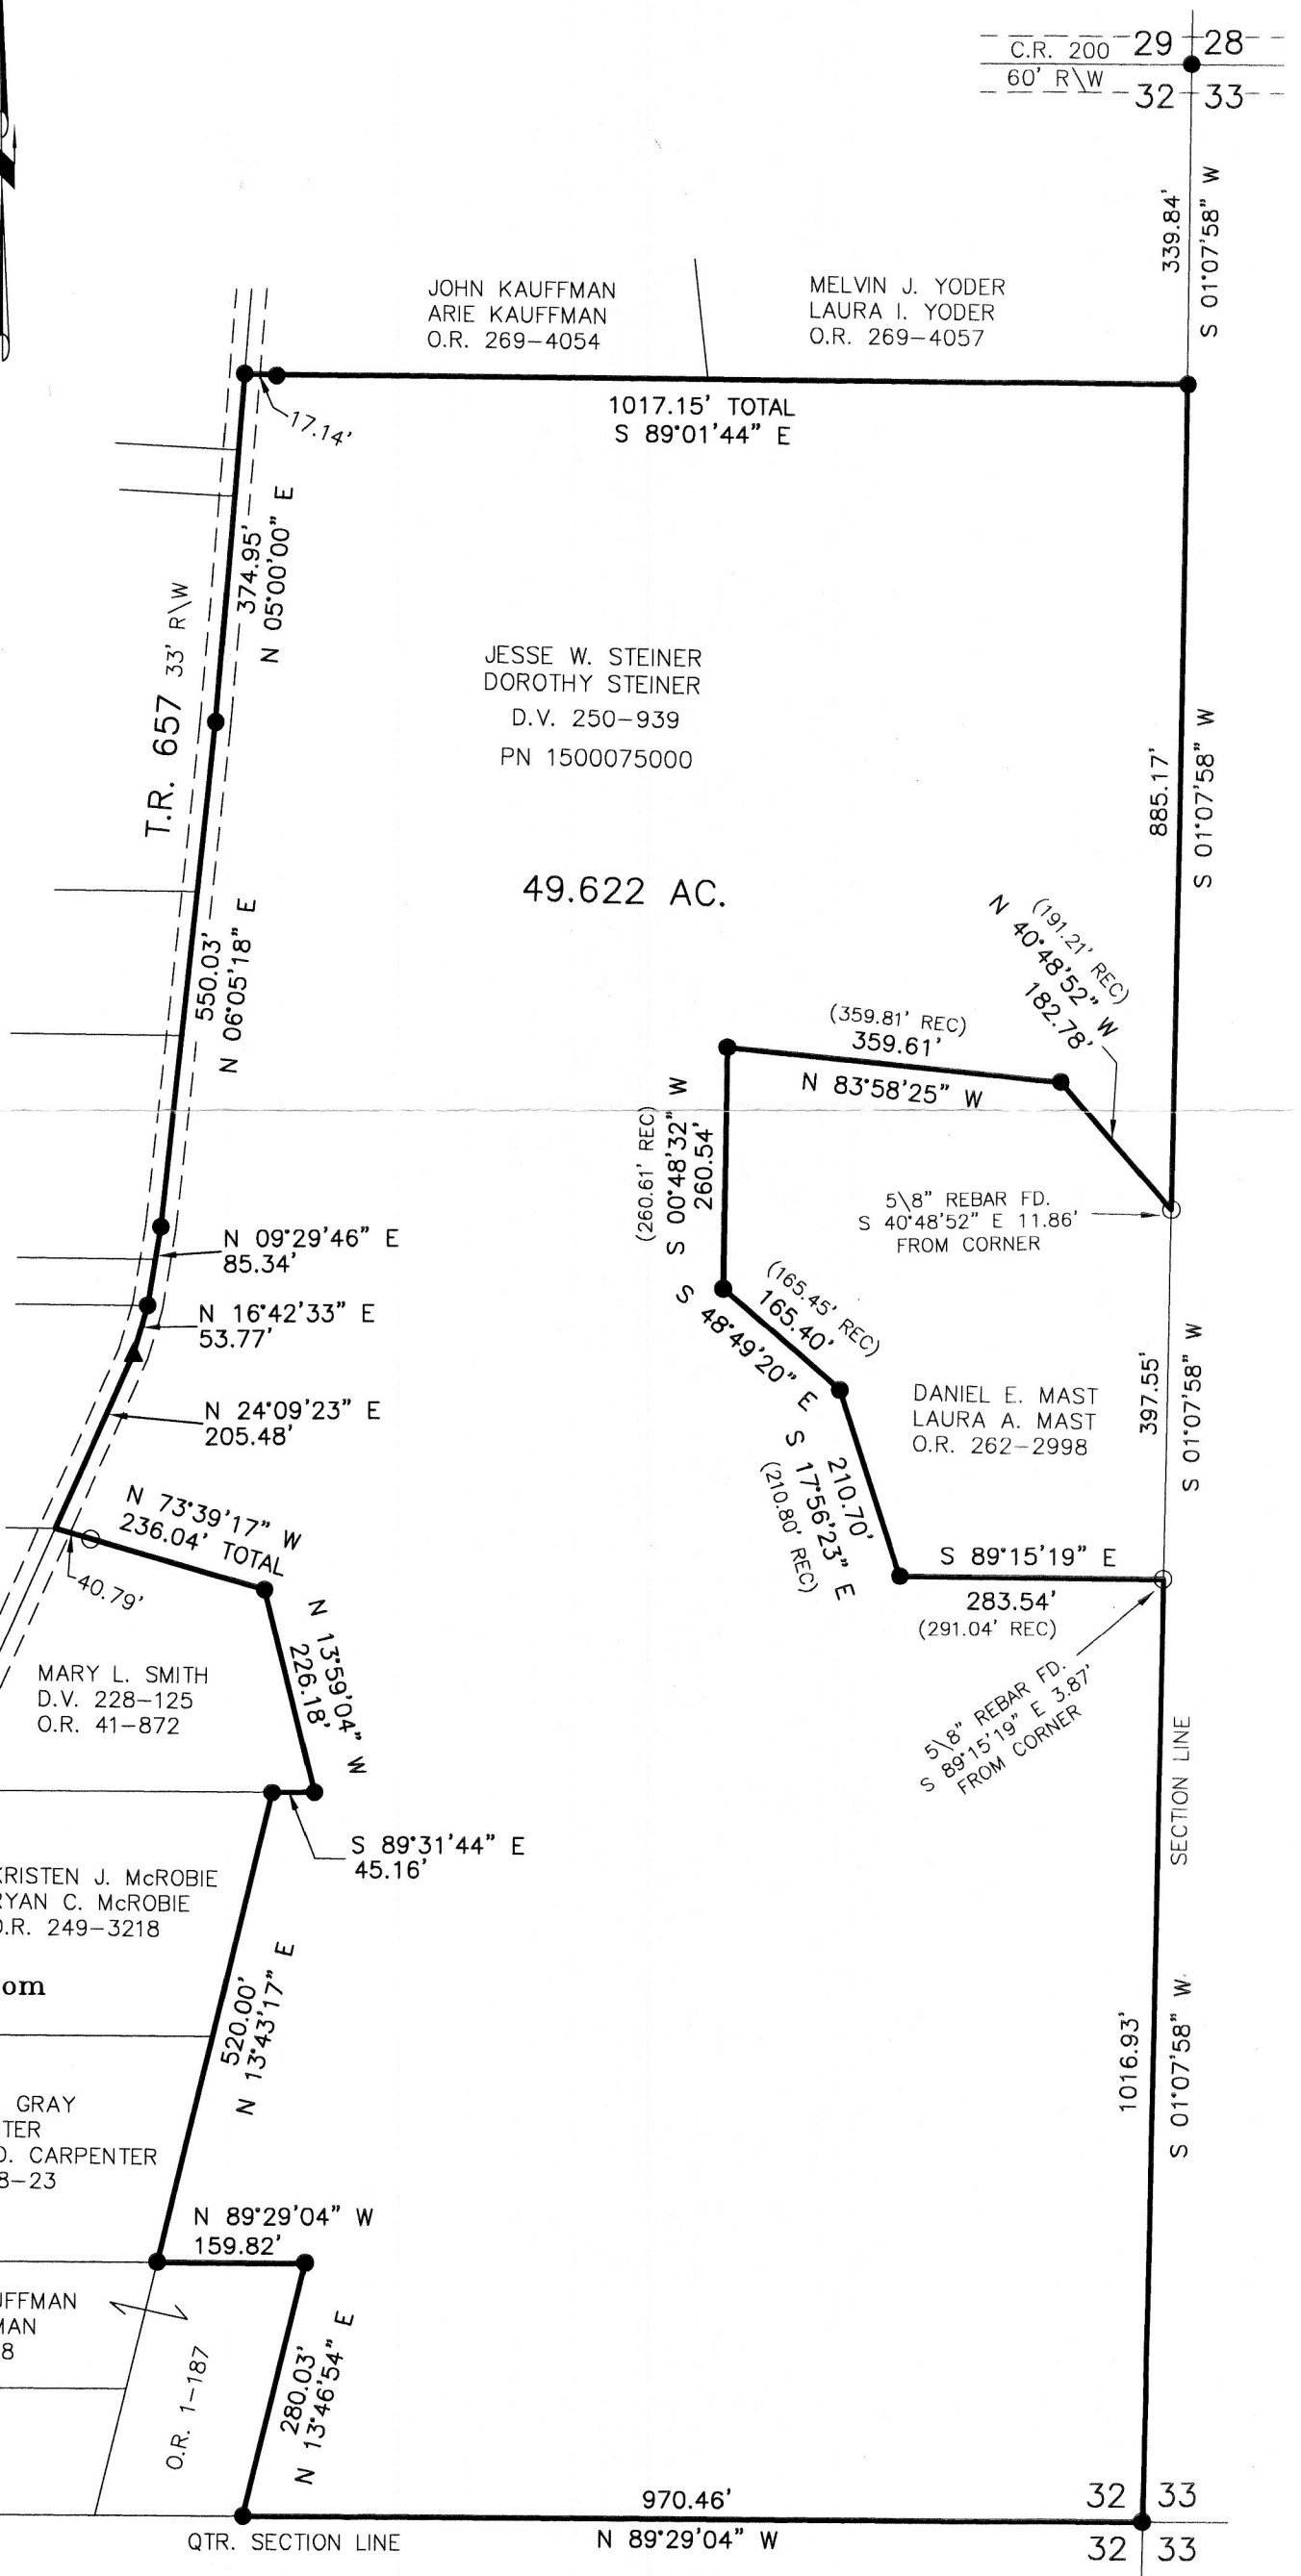 C.R. 200
29 28
60' R\W
32 33
339.84'
S 01°07'58" W
JOHN KAUFFMAN
ARIE KAUFFMAN
O.R. 269-4054
MELVIN J. YODER
LAURA I. YODER
O.R. 269-4057
17.14'
1017.15' TOTAL
S 89°01'44" E
374.95'
N 05°00'00" E
T.R. 657 33' R\W
JESSE W. STEINER
DOROTHY STEINER
D.V. 250-939
PN 1500075000
49.622 AC.
885.17'
S 01°07'58" W
550.03'
N 06°05'18" E
(191.21' REC)
N 40°48'52" W
182.78'
(359.81' REC)
359.61'
N 83°58'25" W
(260.61' REC)
S 00°48'32" W
260.54'
5\8" REBAR FD.
S 40°48'52" E 11.86'
FROM CORNER
N 09°29'46" E
85.34'
N 16°42'33" E
53.77'
N 24°09'23" E
205.48'
(165.45' REC)
165.40'
S 48°49'20" E
DANIEL E. MAST
LAURA A. MAST
O.R. 262-2998
397.55'
S 01°07'58" W
210.70'
S 17°56'23" E
(210.80' REC)
N 73°39'17" W
236.04' TOTAL
40.79'
S 89°15'19" E
283.54'
(291.04' REC)
5\8" REBAR FD.
S 89°15'19" E 3.87'
FROM CORNER
N 13°59'04" W
226.18'
MARY L. SMITH
D.V. 228-125
O.R. 41-872
S 89°31'44" E
45.16'
SECTION LINE
RISTEN J. McROBIE
RYAN C. McROBIE
O.R. 249-3218
om
520.00'
N 13°43'17" E
1016.93'
S 01°07'58" W
GRAY
TER
D. CARPENTER
8-23
N 89°29'04" W
159.82'
UFFMAN
MAN
8
O.R. 1-187
280.03'
N 13°46'54" E
970.46'
N 89°29'04" W
QTR. SECTION LINE
32 33
32 33